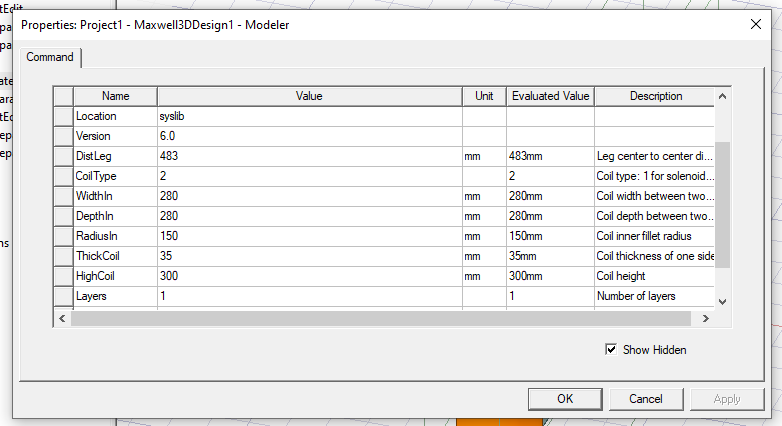 tEdit
Properties: Project1 - Maxwell3DDesign1 - Modeler
Command
Name Value Unit Evaluated Value Description
Location syslib
Version 6.0
DistLeg 483 mm 483mm Leg center to center di...
CoilType 2 2 Coil type: 1 for solenoid...
WidthIn 280 mm 280mm Coil width between two...
DepthIn 280 mm 280mm Coil depth between two...
RadiusIn 150 mm 150mm Coil inner fillet radius
ThickCoil 35 mm 35mm Coil thickness of one side
HighCoil 300 mm 300mm Coil height
Layers 1 1 Number of layers
Show Hidden
OK Cancel Apply